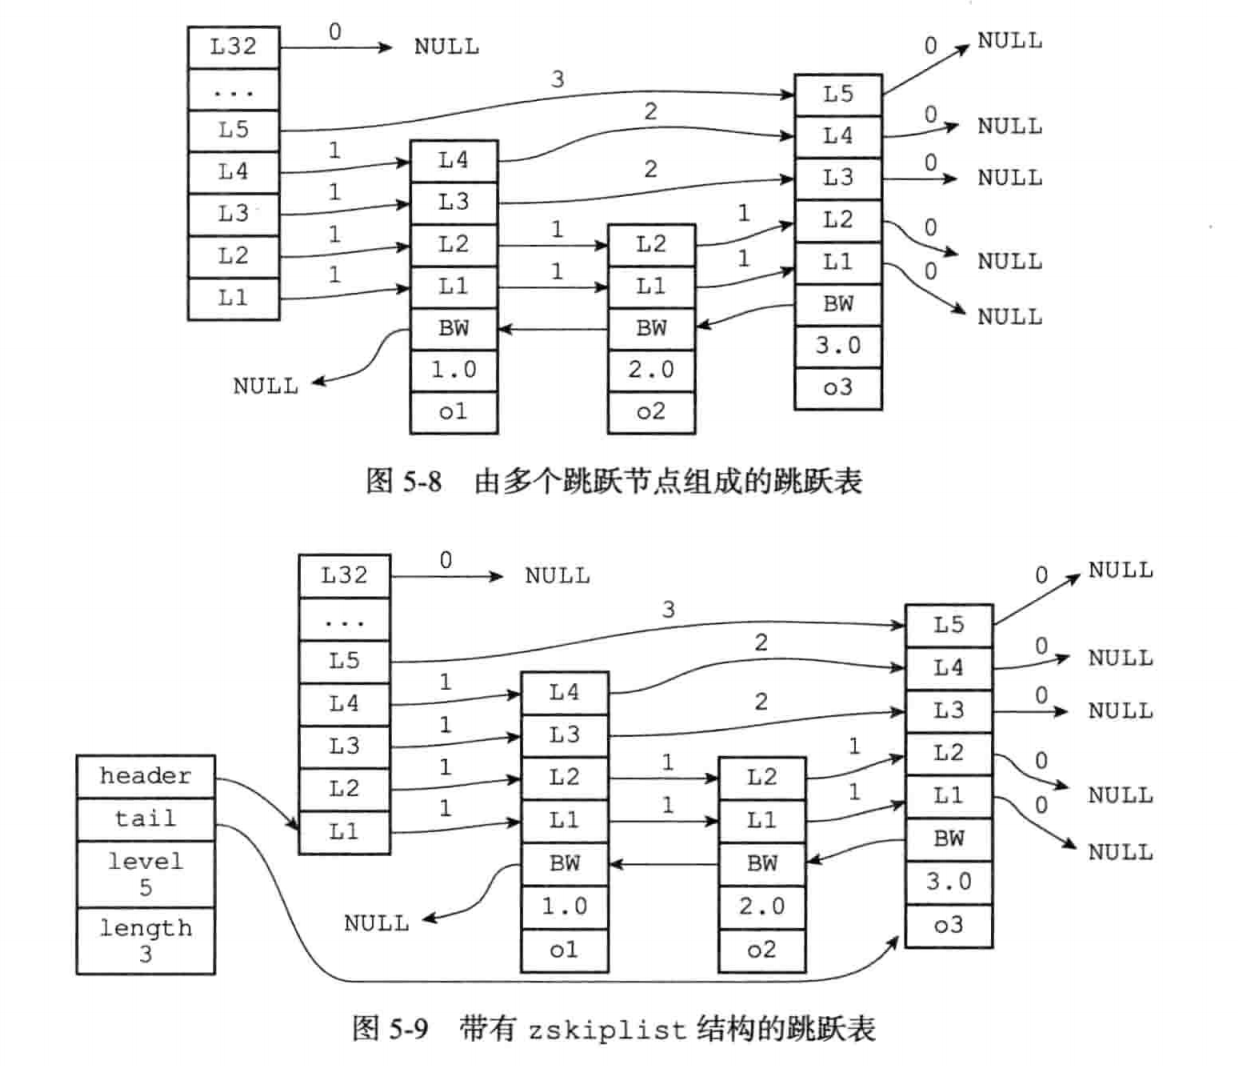 0
L32 NULL
...
3
L5 L5 0 NULL
2
1
L4 L4 L4 0 NULL
1 2
L3 L3 L3 0 NULL
1 1 1
L2 L2 L2 L2 0 NULL
1 1 1
L1 L1 L1 L1 0 NULL
BW BW BW
NULL 1.0 2.0 3.0
o1 o2 o3
图 5-8 由多个跳跃节点组成的跳跃表
0
L32 NULL
...
3
L5 L5 0 NULL
2
1
L4 L4 L4 0 NULL
1 2
L3 L3 L3 0 NULL
1 1 1
L2 L2 L2 L2 0 NULL
1 1 1
L1 L1 L1 L1 0 NULL
header
tail
level
5
length
3
BW BW BW
NULL 1.0 2.0 3.0
o1 o2 o3
图 5-9 带有 zskiplist 结构的跳跃表